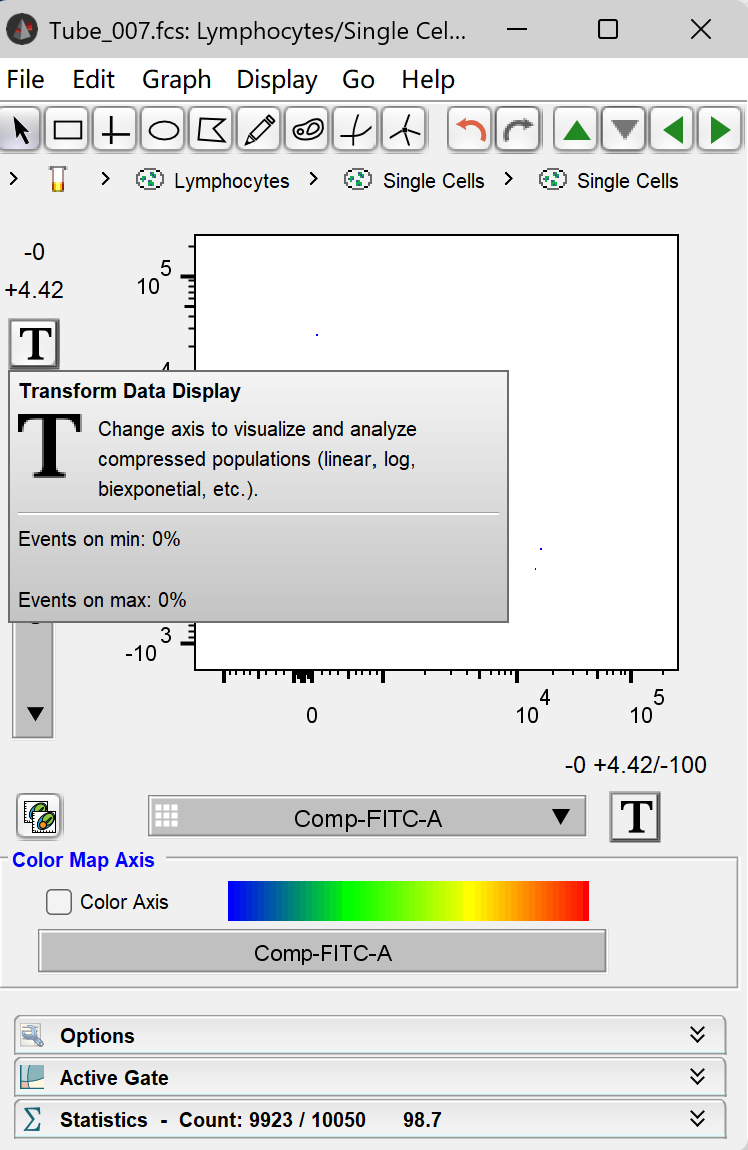 Tube_007.fcs: Lymphocytes/Single Cel...
File Edit Graph Display Go Help
> > Lymphocytes > Single Cells > Single Cells
-0
+4.42
10 5
T
Transform Data Display
T
Change axis to visualize and analyze
compressed populations (linear, log,
biexponetial, etc.).
Events on min: 0%
Events on max: 0%
-10 3
0 10 4 10 5
-0 +4.42/-100
Comp-FITC-A
T
Color Map Axis
Color Axis
Comp-FITC-A
Options
Active Gate
Σ Statistics - Count: 9923 / 10050 98.7